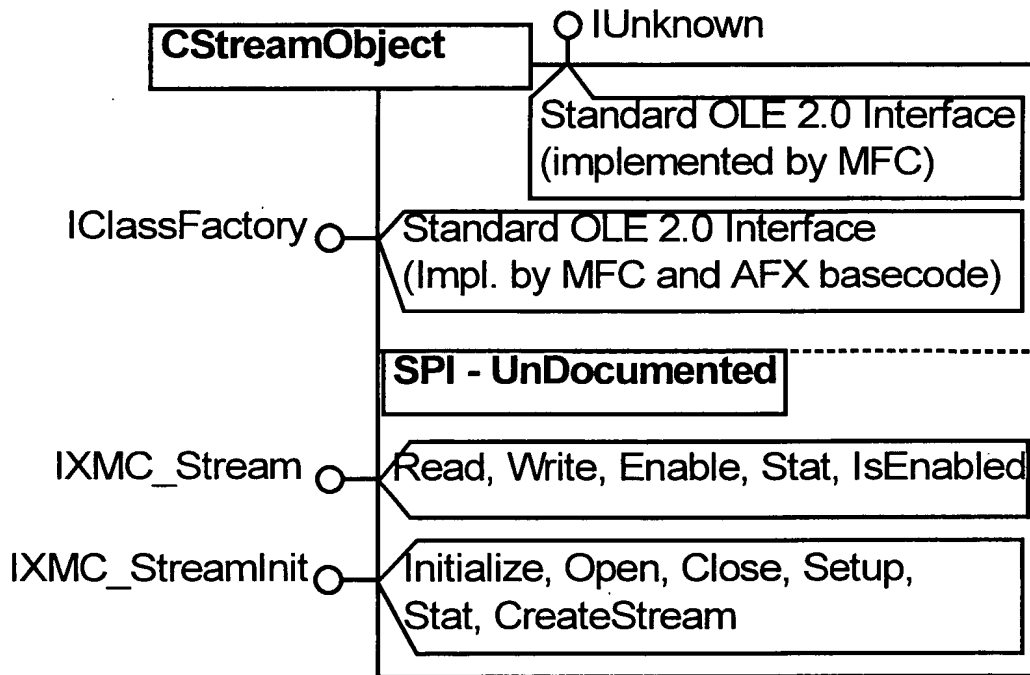 IUnknown
CStreamObject
Standard OLE 2.0 Interface
(implemented by MFC)
IClassFactory
Standard OLE 2.0 Interface
(Impl. by MFC and AFX basecode)
SPI - UnDocumented
IXMC_Stream
Read, Write, Enable, Stat, IsEnabled
IXMC_StreamInit
Initialize, Open, Close, Setup,
Stat, CreateStream